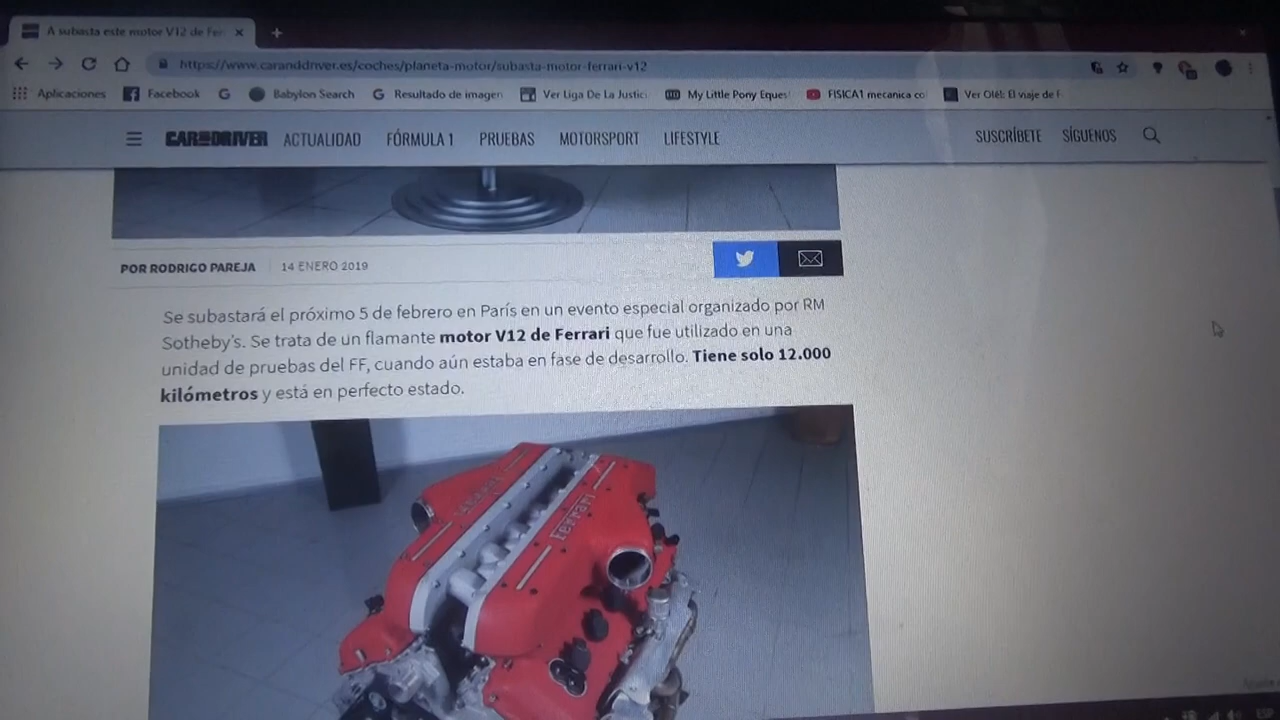 A subasta este motor V12 de Fer
https://www.caranddriver.es/coches/planeta-motor/subasta-motor-ferrari-v12
Aplicaciones Facebook Babylon Search Resultado de imagen Ver Liga De La Justic My Little Pony Equest FISICA1 mecanica co Ver Olé!: El viaje de F
CAR AND DRIVER ACTUALIDAD FÓRMULA 1 PRUEBAS MOTORSPORT LIFESTYLE SUSCRÍBETE SÍGUENOS
POR RODRIGO PAREJA 14 ENERO 2019
Se subastará el próximo 5 de febrero en París en un evento especial organizado por RM
Sotheby's. Se trata de un flamante motor V12 de Ferrari que fue utilizado en una
unidad de pruebas del FF, cuando aún estaba en fase de desarrollo. Tiene solo 12.000
kilómetros y está en perfecto estado.
Ferrari
Ferrari
ESP